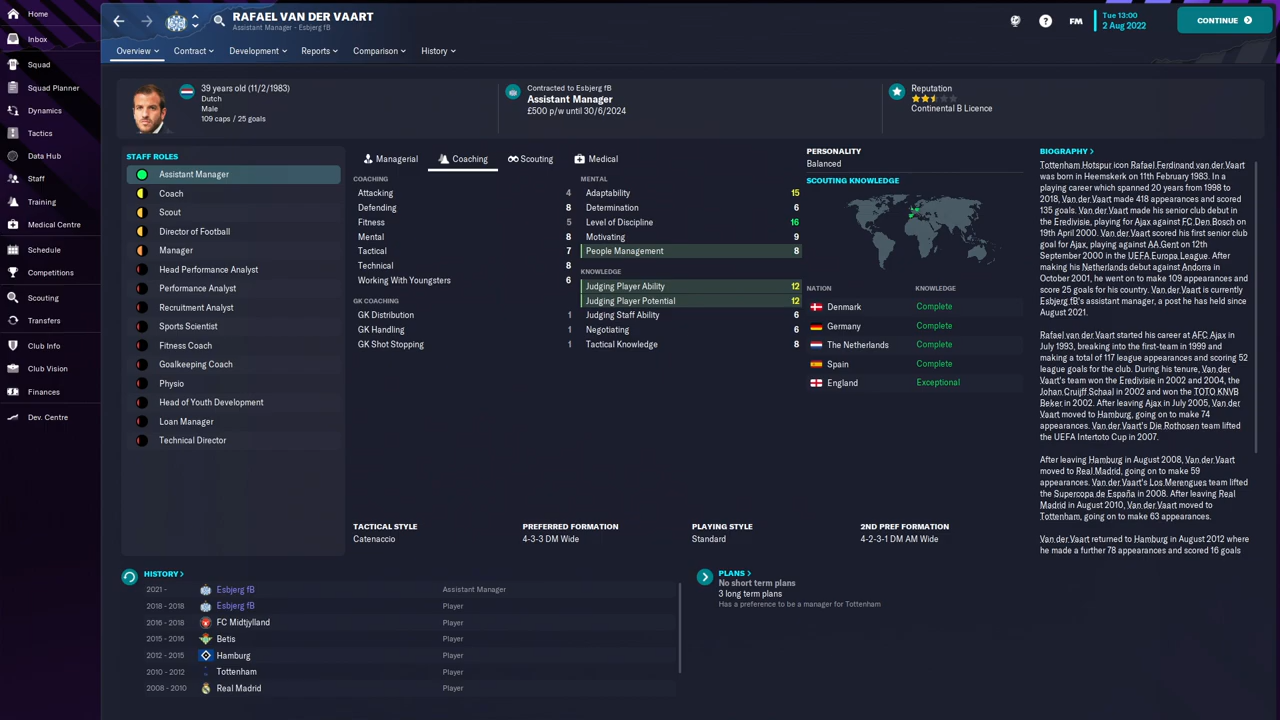 Home
Inbox
Squad
Squad Planner
Dynamics
Tactics
Data Hub
Staff
Training
Medical Centre
Schedule
Competitions
Scouting
Transfers
Club Info
Club Vision
Finances
Dev. Centre
RAFAEL VAN DER VAART
Assistant Manager - Esbjerg fB
FM
Tue 13:00
2 Aug 2022
CONTINUE
Overview Contract Development Reports Comparison History
39 years old (11/2/1983)
Dutch
Male
109 caps / 25 goals
Contracted to Esbjerg fB
Assistant Manager
£500 p/w until 30/6/2024
Reputation
Continental B Licence
STAFF ROLES
Assistant Manager
Coach
Scout
Director of Football
Manager
Head Performance Analyst
Performance Analyst
Recruitment Analyst
Sports Scientist
Fitness Coach
Goalkeeping Coach
Physio
Head of Youth Development
Loan Manager
Technical Director
Managerial Coaching Scouting Medical
COACHING
Attacking 4
Defending 8
Fitness 5
Mental 8
Tactical 7
Technical 8
Working With Youngsters 6
GK COACHING
GK Distribution 1
GK Handling 1
GK Shot Stopping 1
MENTAL
Adaptability 15
Determination 6
Level of Discipline 16
Motivating 9
People Management 8
KNOWLEDGE
Judging Player Ability 12
Judging Player Potential 12
Judging Staff Ability 6
Negotiating 6
Tactical Knowledge 8
PERSONALITY
Balanced
SCOUTING KNOWLEDGE
NATION KNOWLEDGE
Denmark Complete
Germany Complete
The Netherlands Complete
Spain Complete
England Exceptional
TACTICAL STYLE
Catenaccio
PREFERRED FORMATION
4-3-3 DM Wide
PLAYING STYLE
Standard
2ND PREF FORMATION
4-2-3-1 DM AM Wide
BIOGRAPHY
Tottenham Hotspur icon Rafael Ferdinand van der Vaart
was born in Heemskerk on 11th February 1983. In a
playing career which spanned 20 years from 1998 to
2018, Van der Vaart made 418 appearances and scored
135 goals. Van der Vaart made his senior club debut in
the Eredivisie, playing for Ajax against FC Den Bosch on
19th April 2000. Van der Vaart scored his first senior
goal for Ajax, playing against AA Gent on 12th
September 2000 in the UEFA Europa League. After
making his Netherlands debut against Andorra in
October 2001, he went on to make 109 appearances and
score 25 goals for his country. Van der Vaart is currently
Esbjerg fB's assistant manager, a post he has held since
August 2021.
Rafael van der Vaart started his career at AFC Ajax in
July 1993, breaking into the first-team in 1999 and
making a total of 117 league appearances and scoring 52
league goals for the club. During his tenure, Van der
Vaart's team won the Eredivisie in 2002 and 2004, the
Johan Cruijff Schaal in 2002 and won the TOTO KNVB
Beker in 2002. After leaving Ajax in July 2005, Van der
Vaart moved to Hamburg, going on to make 74
appearances. Van der Vaart's Die Rothosen team lifted
the UEFA Intertoto Cup in 2007.
After leaving Hamburg in August 2008, Van der Vaart
moved to Real Madrid, going on to make 59
appearances. Van der Vaart's Los Merengues team lifted
the Supercopa de España in 2008. After leaving Real
Madrid in August 2010, Van der Vaart moved to
Tottenham, going on to make 63 appearances.
Van der Vaart returned to Hamburg in August 2012 where
he made a further 78 appearances and scored 16 goals
HISTORY
2021 - Esbjerg fB Assistant Manager
2018 - 2018 Esbjerg fB Player
2016 - 2018 FC Midtjylland Player
2015 - 2016 Betis Player
2012 - 2015 Hamburg Player
2010 - 2012 Tottenham Player
2008 - 2010 Real Madrid Player
PLANS
No short term plans
3 long term plans
Has a preference to be a manager for Tottenham